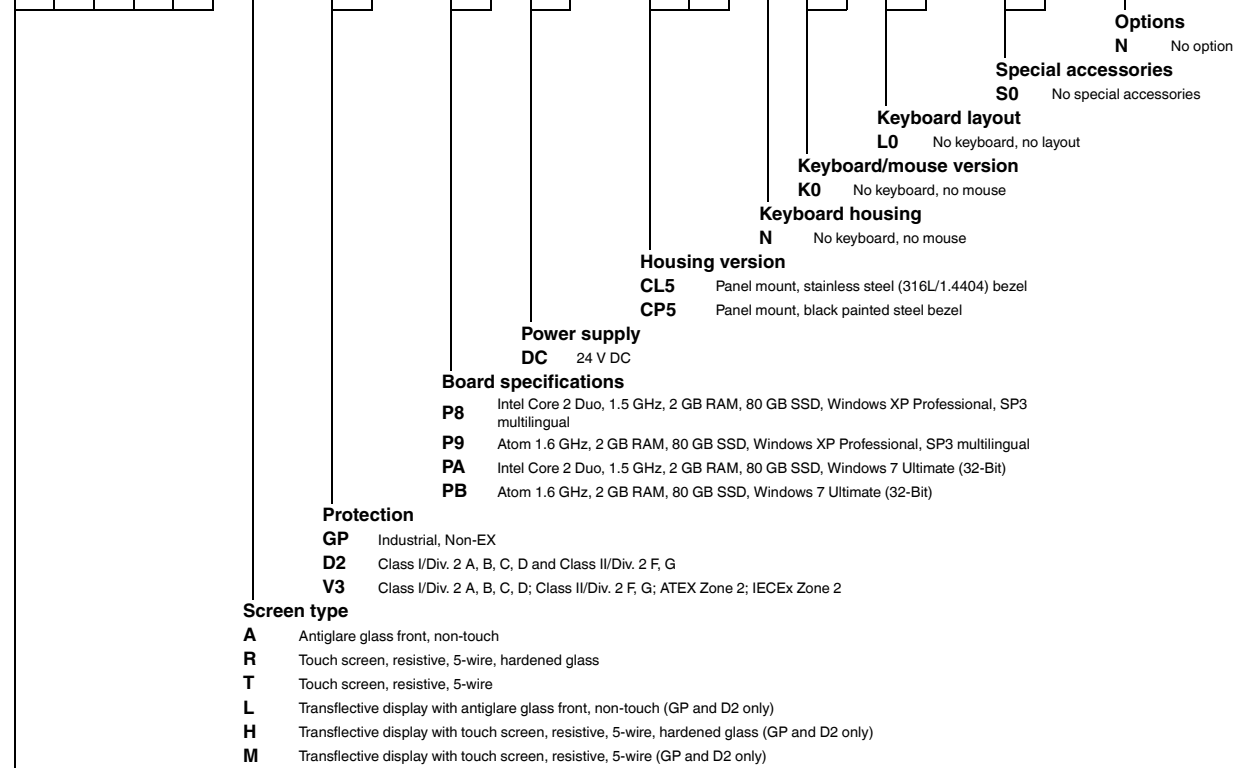 Options
N No option
Special accessories
S0 No special accessories
Keyboard layout
L0 No keyboard, no layout
Keyboard/mouse version
K0 No keyboard, no mouse
Keyboard housing
N No keyboard, no mouse
Housing version
CL5 Panel mount, stainless steel (316L/1.4404) bezel
CP5 Panel mount, black painted steel bezel
Power supply
DC 24 V DC
Board specifications
P8 Intel Core 2 Duo, 1.5 GHz, 2 GB RAM, 80 GB SSD, Windows XP Professional, SP3
multilingual
P9 Atom 1.6 GHz, 2 GB RAM, 80 GB SSD, Windows XP Professional, SP3 multilingual
PA Intel Core 2 Duo, 1.5 GHz, 2 GB RAM, 80 GB SSD, Windows 7 Ultimate (32-Bit)
PB Atom 1.6 GHz, 2 GB RAM, 80 GB SSD, Windows 7 Ultimate (32-Bit)
Protection
GP Industrial, Non-EX
D2 Class I/Div. 2 A, B, C, D and Class II/Div. 2 F, G
V3 Class I/Div. 2 A, B, C, D; Class II/Div. 2 F, G; ATEX Zone 2; IECEx Zone 2
Screen type
A Antiglare glass front, non-touch
R Touch screen, resistive, 5-wire, hardened glass
T Touch screen, resistive, 5-wire
L Transflective display with antiglare glass front, non-touch (GP and D2 only)
H Transflective display with touch screen, resistive, 5-wire, hardened glass (GP and D2 only)
M Transflective display with touch screen, resistive, 5-wire (GP and D2 only)